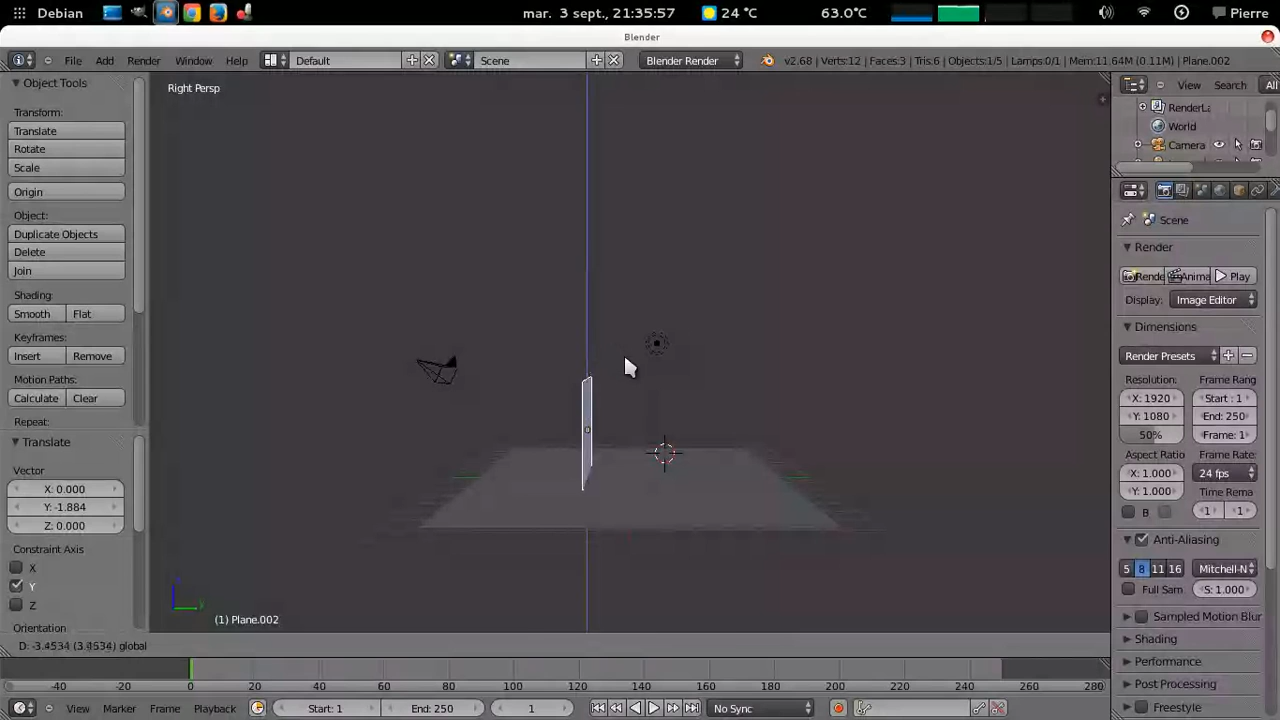 Debian
mar. 3 sept., 21:35:57
24 °C
63.0°C
Pierre
Blender
File Add Render Window Help
Default
Scene
Blender Render
v2.68 | Verts:12 | Faces:3 | Tris:6 | Objects:1/5 | Lamps:0/1 | Mem:11.64M (0.11M) | Plane.002
Object Tools
Transform:
Translate
Rotate
Scale
Origin
Object:
Duplicate Objects
Delete
Join
Shading:
Smooth Flat
Keyframes:
Insert Remove
Motion Paths:
Calculate Clear
Repeat:
Translate
Vector
X: 0.000
Y: -1.884
Z: 0.000
Constraint Axis
X
Y
Z
Orientation
Right Persp
(1) Plane.002
D: -3.4534 (3.4534) global
View Search All
RenderLa
World
Camera
Scene
Render
Rende Anima Play
Display: Image Editor
Dimensions
Render Presets
Resolution: Frame Rang
X: 1920 Start: 1
Y: 1080 End: 250
50% Frame: 1
Aspect Ratio Frame Rate:
X: 1.000 24 fps
Y: 1.000 Time Rema
B 1 1
Anti-Aliasing
5 8 11 16 Mitchell-N
Full Sam S: 1.000
Sampled Motion Blur
Shading
Performance
Post Processing
Freestyle
-40 -20 0 20 40 60 80 100 120 140 160 180 200 220 240 260 280
View Marker Frame Playback
Start: 1
End: 250
1
No Sync